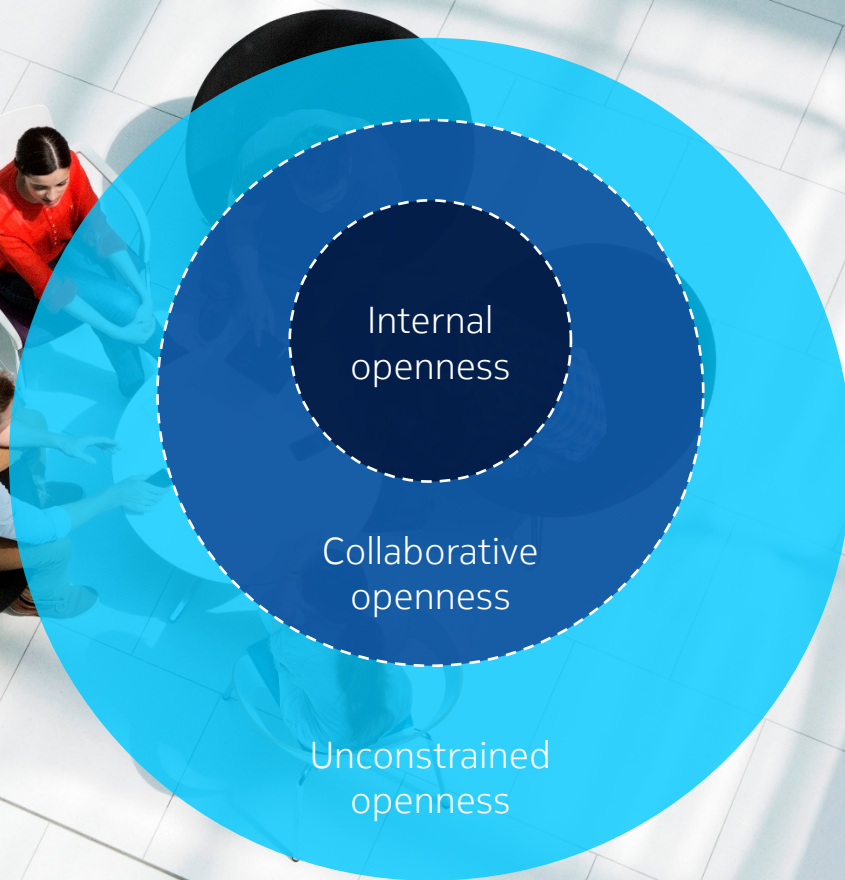 Internal
openness
Collaborative
openness
Unconstrained
openness